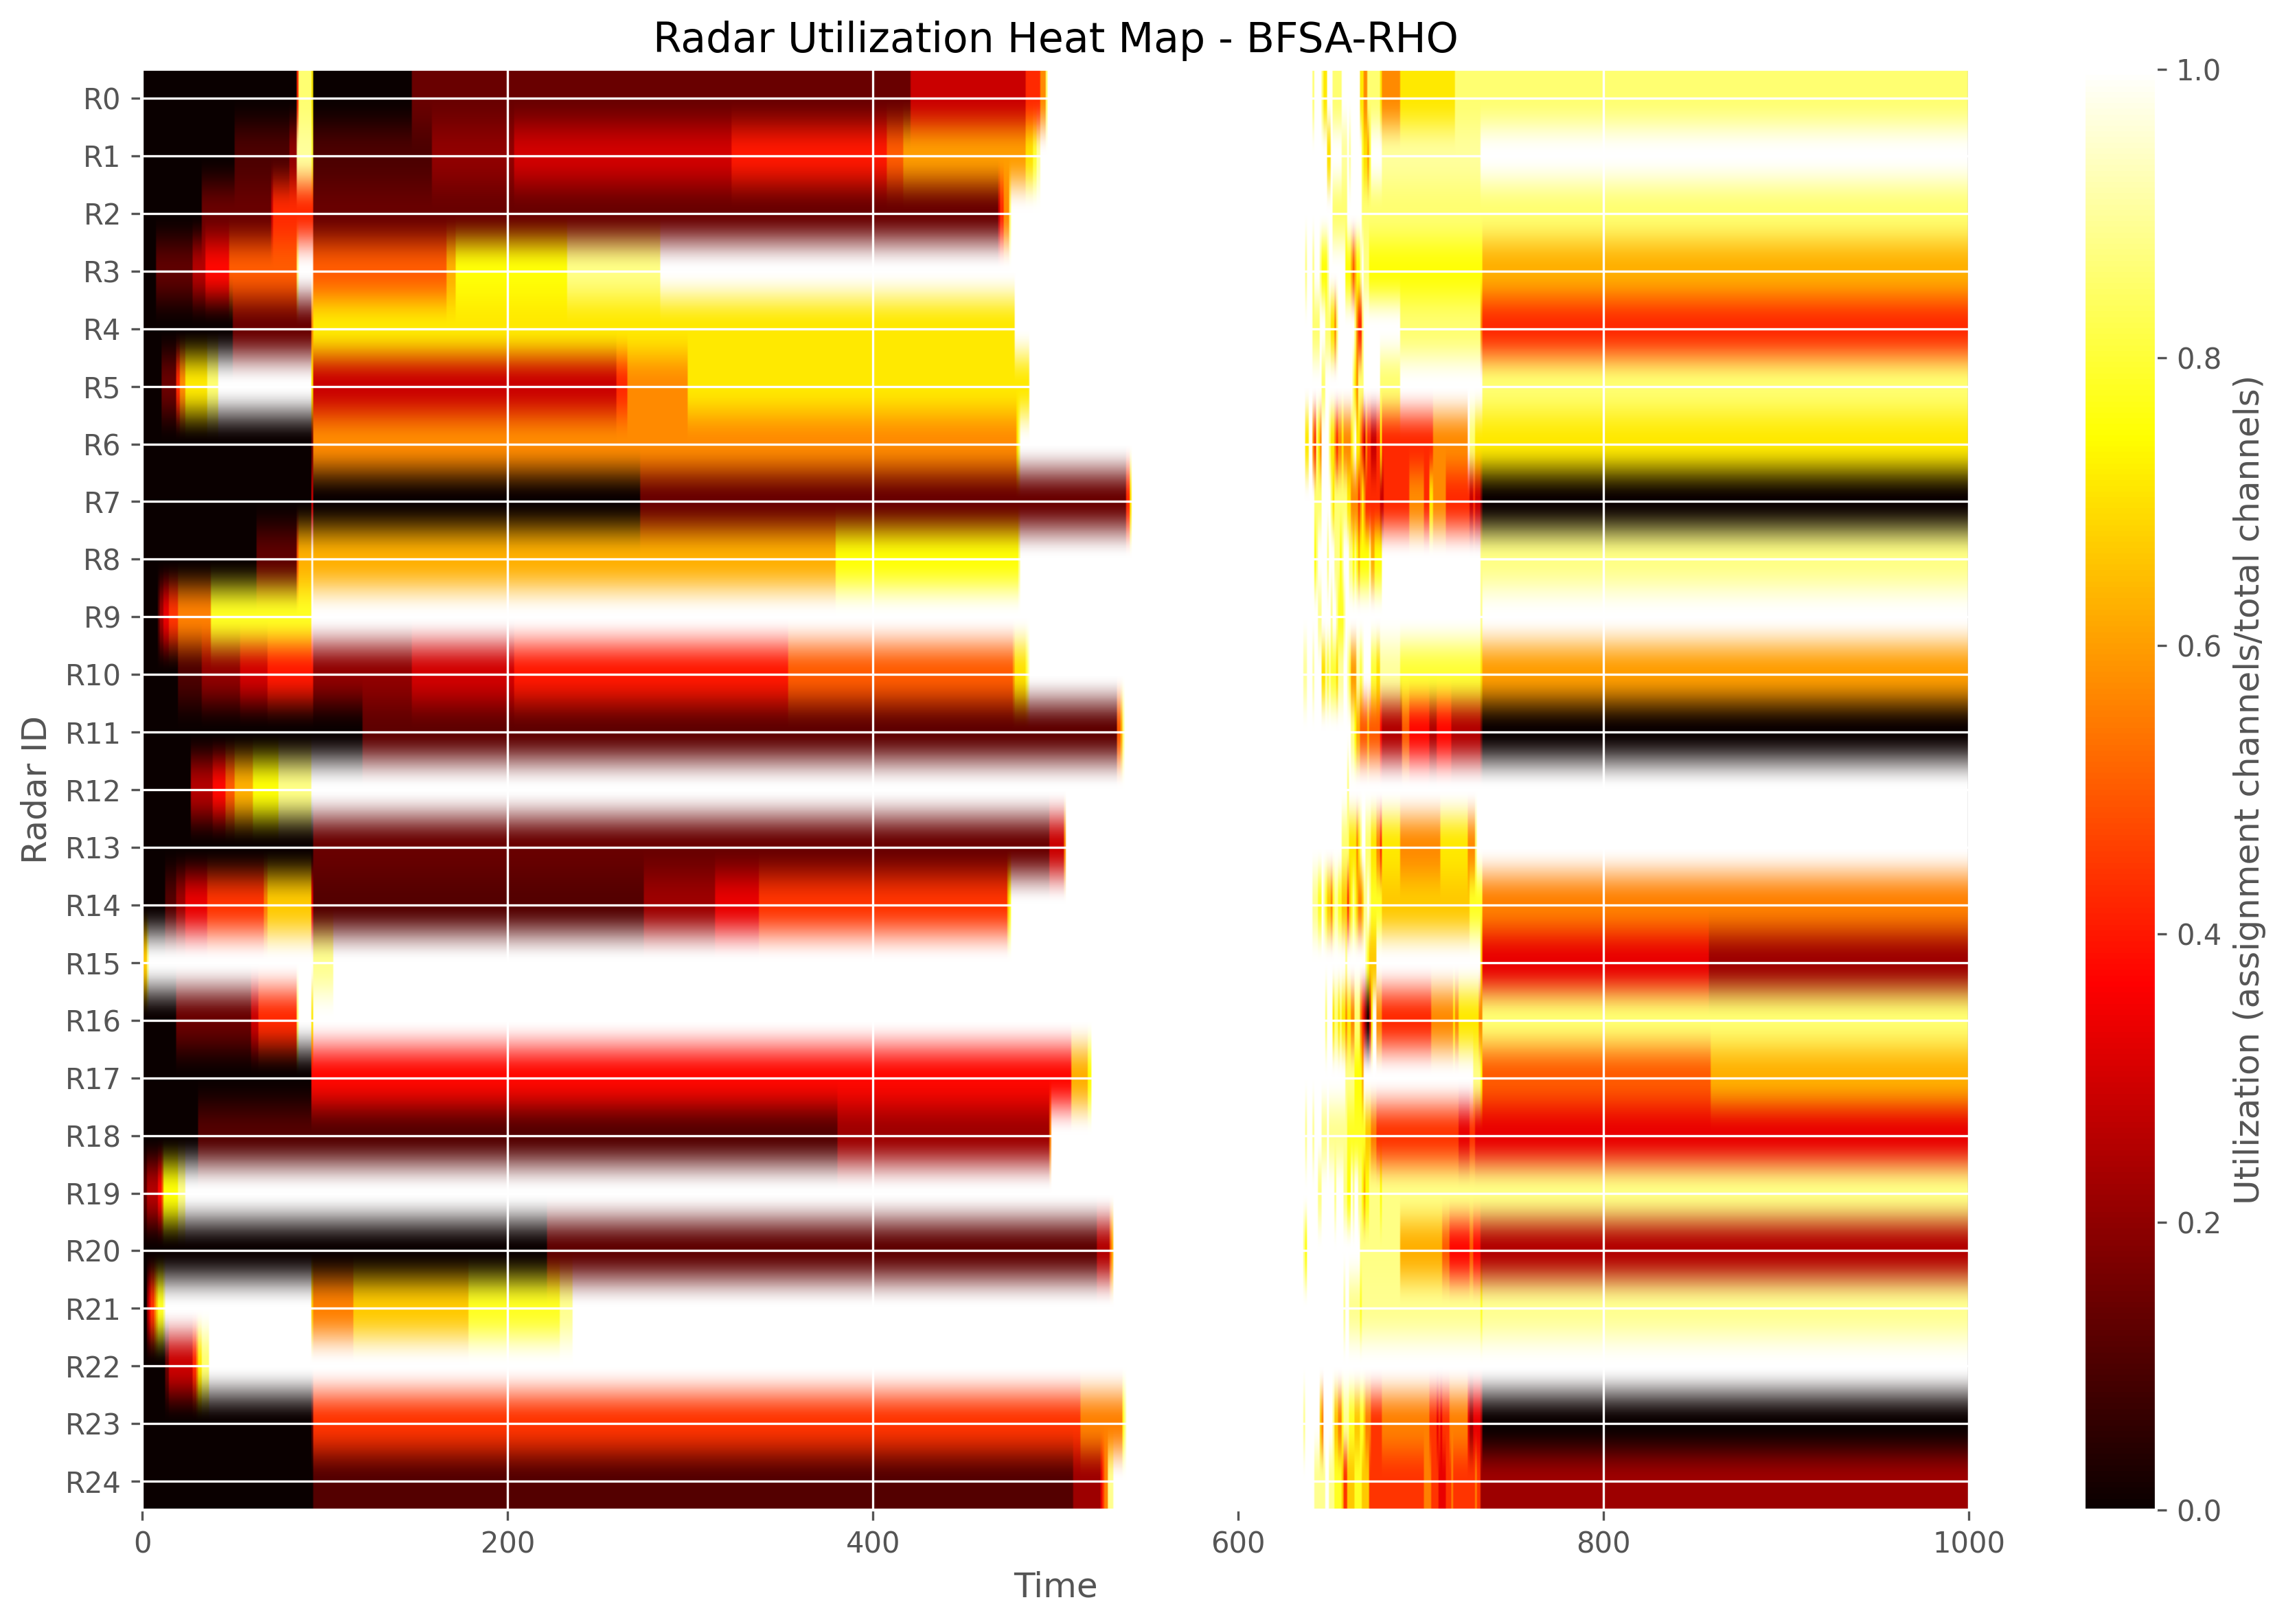 Radar Utilization Heat Map - BFSA-RHO
R0
R1
R2
R3
R4
R5
R6
R7
R8
R9
R10
R11
R12
R13
R14
R15
R16
R17
R18
R19
R20
R21
R22
R23
R24
Radar ID
0
200
400
600
800
1000
Time
1.0
0.8
0.6
0.4
0.2
0.0
Utilization (assignment channels/total channels)